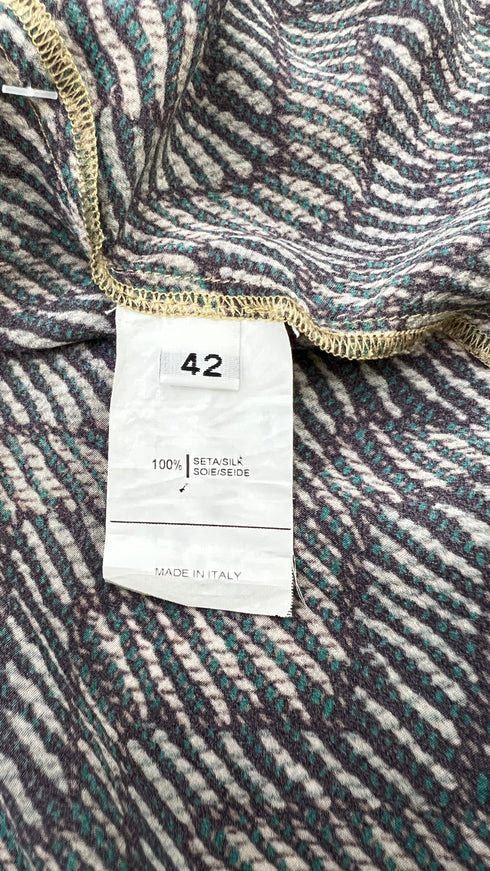 42
100% SETA/SILK
SOIE/SEIDE
MADE IN ITALY